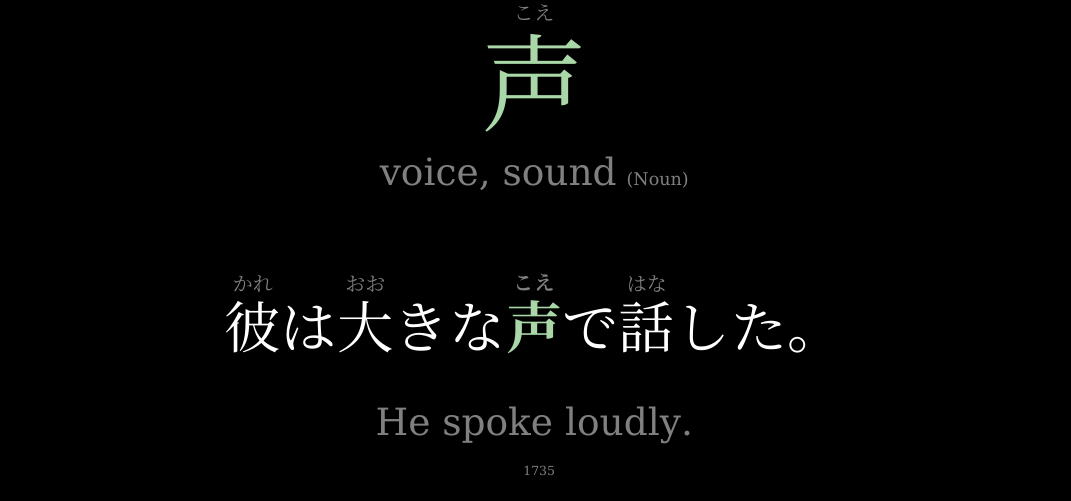 こえ
声
voice, sound (Noun)
かれ おお こえ はな
彼は大きな声で話した。
He spoke loudly.
1735